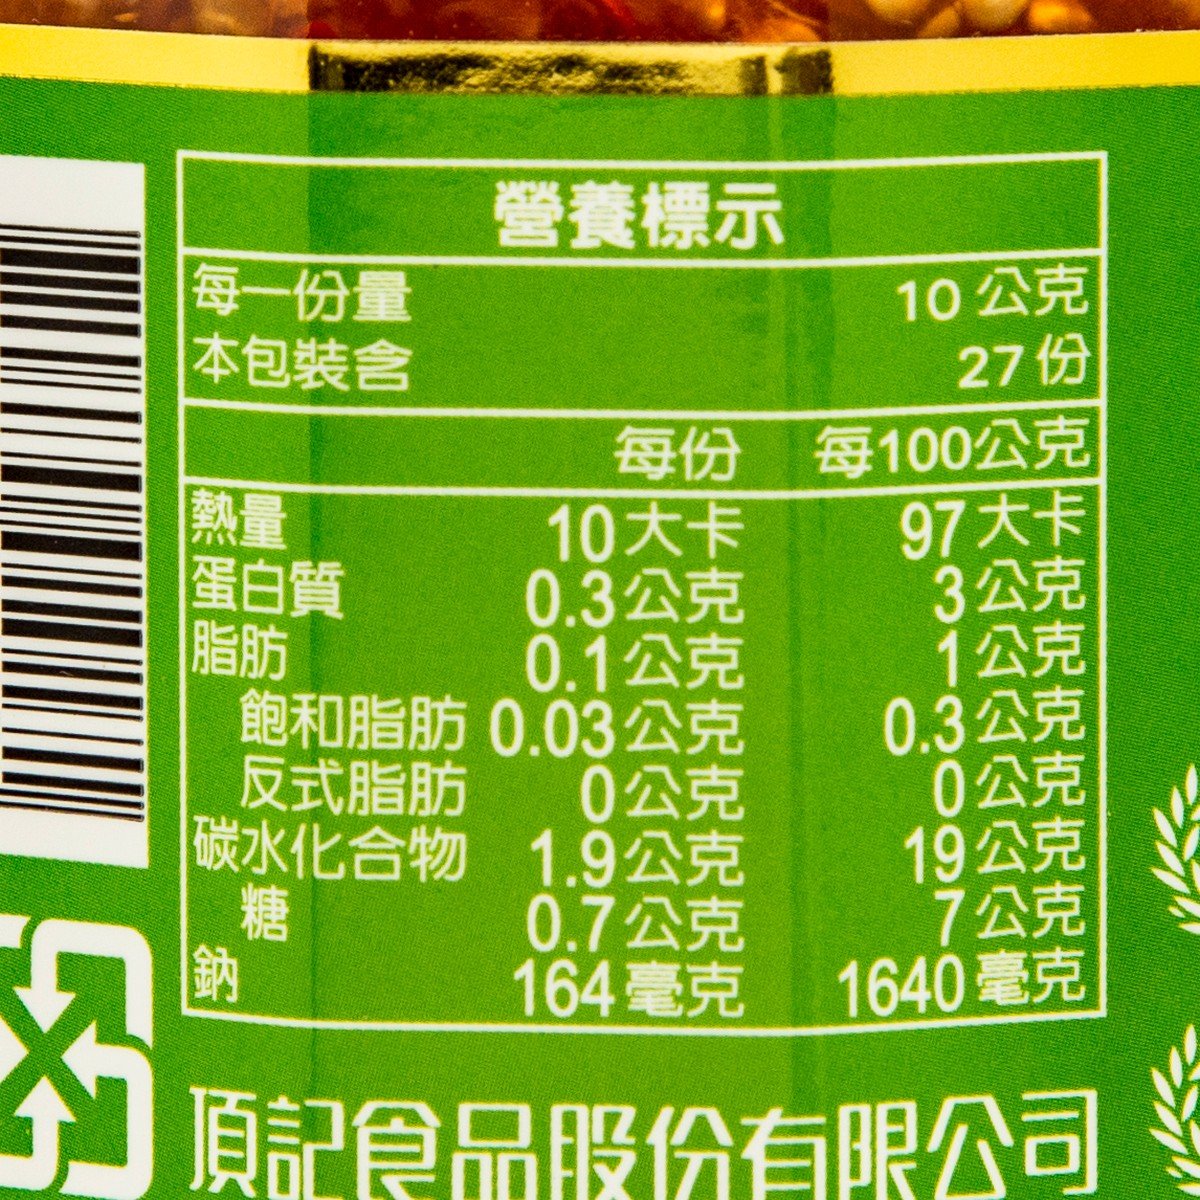 營養標示
每一份量 10 公克
本包裝含 27 份
每份 每100公克
熱量 10 大卡 97 大卡
蛋白質 0.3 公克 3 公克
脂肪 0.1 公克 1 公克
飽和脂肪 0.03 公克 0.3 公克
反式脂肪 0 公克 0 公克
碳水化合物 1.9 公克 19 公克
糖 0.7 公克 7 公克
鈉 164 毫克 1640 毫克
頂記食品股份有限公司